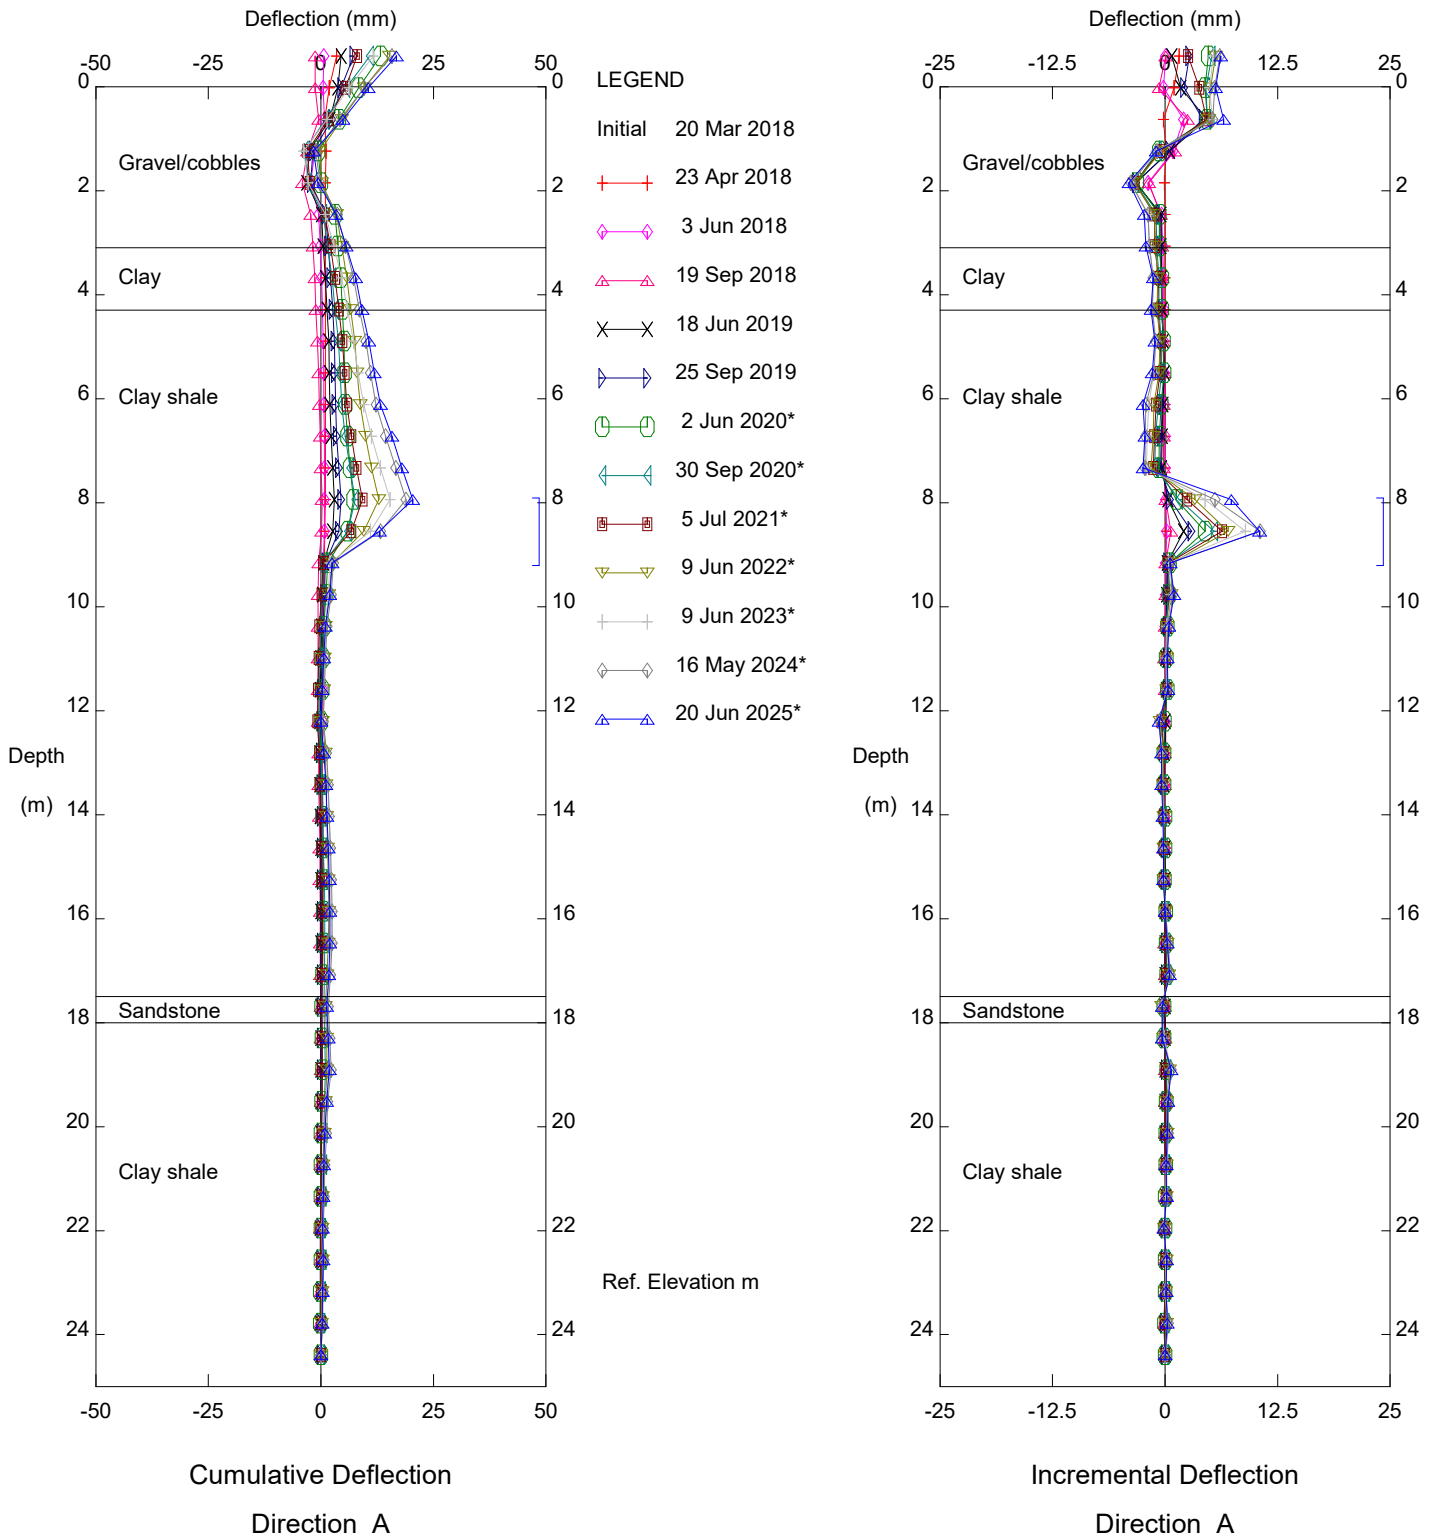 Deflection (mm)
-50 -25 0 25 50
0 0
Gravel/cobbles
2 2
Clay
4 4
Clay shale
6 6
8 8
10 10
12 12
Depth
(m)
14 14
16 16
Sandstone
18 18
20 20
Clay shale
22 22
24 24
-50 -25 0 25 50
Cumulative Deflection
Direction A
LEGEND
Initial 20 Mar 2018
23 Apr 2018
3 Jun 2018
19 Sep 2018
18 Jun 2019
25 Sep 2019
2 Jun 2020*
30 Sep 2020*
5 Jul 2021*
9 Jun 2022*
9 Jun 2023*
16 May 2024*
20 Jun 2025*
Ref. Elevation m
Deflection (mm)
-25 -12.5 0 12.5 25
0 0
Gravel/cobbles
2 2
Clay
4 4
Clay shale
6 6
8 8
10 10
12 12
Depth
(m)
14 14
16 16
Sandstone
18 18
20 20
Clay shale
22 22
24 24
-25 -12.5 0 12.5 25
Incremental Deflection
Direction A